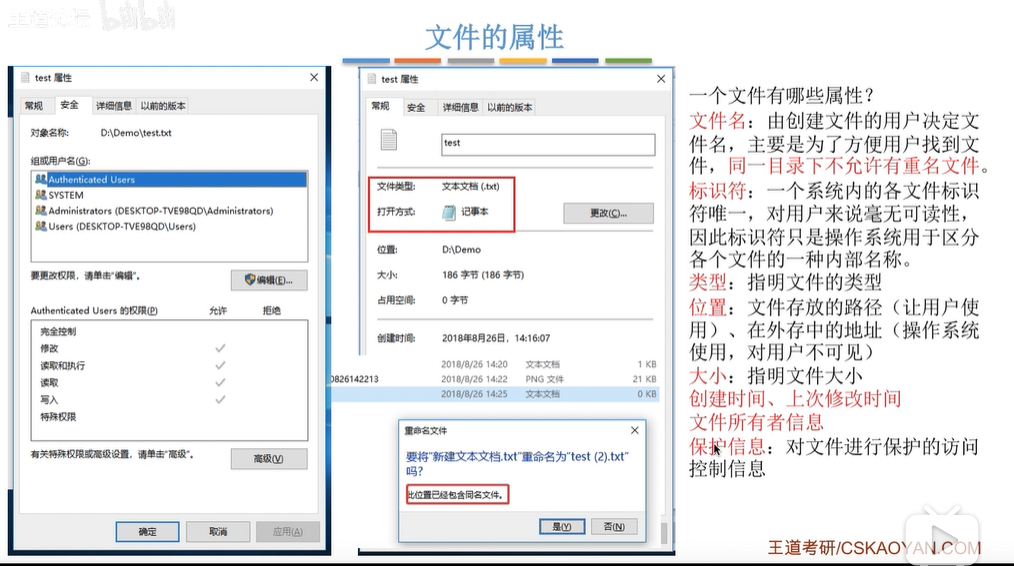 bilibili
文件的属性
test 属性
常规 安全 详细信息 以前的版本
对象名称: D:\Demo\test.txt
组或用户名(G):
Authenticated Users
SYSTEM
Administrators (DESKTOP-TVE98QD\Administrators)
Users (DESKTOP-TVE98QD\Users)
要更改权限，请单击"编辑"。
编辑(E)...
Authenticated Users 的权限(P) 允许 拒绝
完全控制
修改
读取和执行
读取
写入
特殊权限
有关特殊权限或高级设置，请单击"高级"。
高级(V)
确定 取消 应用(A)
test 属性
常规 安全 详细信息 以前的版本
test
文件类型: 文本文档 (.txt)
打开方式: 记事本 更改(C)...
位置: D:\Demo
大小: 186 字节 (186 字节)
占用空间: 0 字节
创建时间: 2018年8月26日，14:16:07
2018/8/26 14:20 文本文档 1 KB
0826142213 2018/8/26 14:22 PNG 文件 21 KB
2018/8/26 14:25 文本文档 0 KB
重命名文件
要将"新建文本文档.txt"重命名为"test (2).txt"
吗?
此位置已经包含同名文件。
是(Y) 否(N)
一个文件有哪些属性？
文件名：由创建文件的用户决定文
件名，主要是为了方便用户找到文
件，同一目录下不允许有重名文件。
标识符：一个系统内的各文件标识
符唯一，对用户来说毫无可读性，
因此标识符只是操作系统用于区分
各个文件的一种内部名称。
类型：指明文件的类型
位置：文件存放的路径（让用户使
用）、在外存中的地址（操作系统
使用，对用户不可见）
大小：指明文件大小
创建时间、上次修改时间
文件所有者信息
保护信息：对文件进行保护的访问
控制信息
王道考研/CSKAOYAN.COM